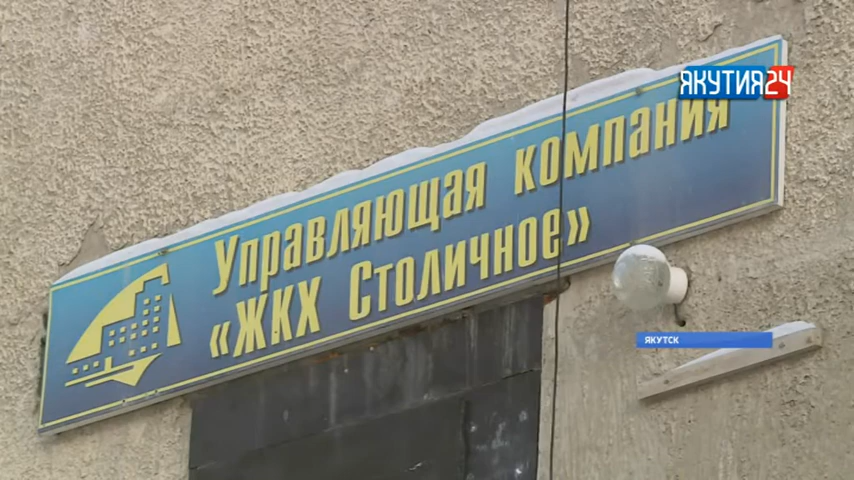 ЯКУТИЯ24
Управляющая компания
«ЖКХ Столичное»
ЯКУТСК